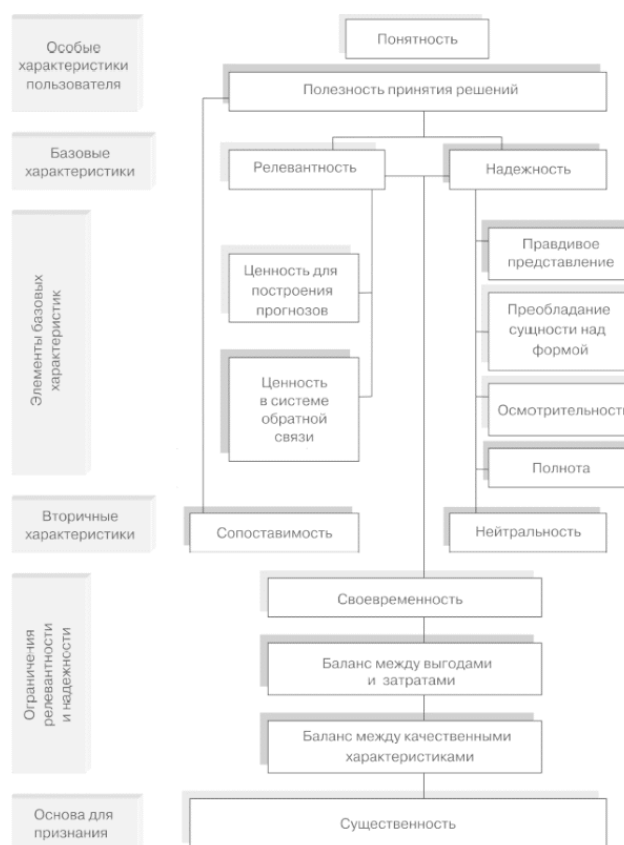 Особые
характеристики
пользователя
Понятность
Полезность принятия решений
Базовые
характеристики
Релевантность
Надежность
Элементы базовых
характеристик
Ценность для
построения
прогнозов
Ценность
в системе
обратной
связи
Правдивое
представление
Преобладание
сущности над
формой
Осмотрительность
Полнота
Вторичные
характеристики
Сопоставимость
Нейтральность
Ограничения
релевантности
и надежности
Своевременность
Баланс между выгодами
и затратами
Баланс между качественными
характеристиками
Основа для
признания
Существенность